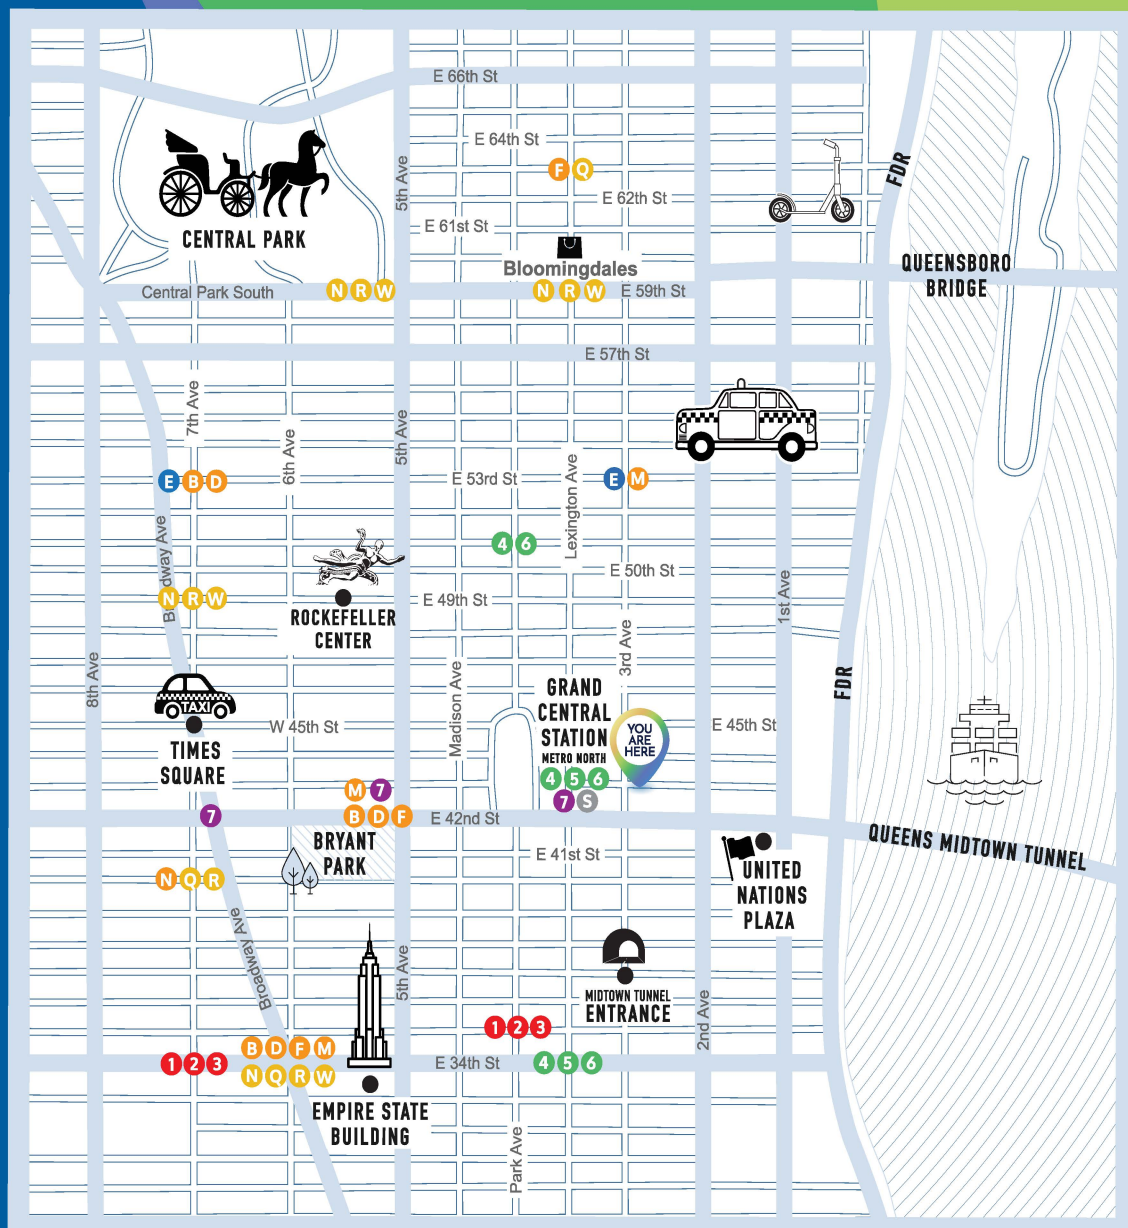 E 66th St
E 64th St
F Q
5th Ave
FDR
E 62th St
E 61st St
CENTRAL PARK
Bloomingdales
QUEENSBORO
BRIDGE
Central Park South
N R W
N R W
E 59th St
E 57th St
7th Ave
6th Ave
5th Ave
Lexington Ave
E B D
E 53rd St
E M
4 6
Broadway Ave
E 50th St
1st Ave
N R W
E 49th St
ROCKEFELLER
CENTER
3rd Ave
8th Ave
Madison Ave
FDR
TAXI
GRAND
CENTRAL
STATION
METRO NORTH
YOU
ARE
HERE
W 45th St
E 45th St
TIMES
SQUARE
4 5 6
7 S
M 7
B D F
7
E 42nd St
QUEENS MIDTOWN TUNNEL
BRYANT
PARK
E 41st St
UNITED
NATIONS
PLAZA
N Q R
Broadway Ave
5th Ave
MIDTOWN TUNNEL
ENTRANCE
2nd Ave
1 2 3
B D F M
1 2 3
E 34th St
4 5 6
N Q R W
EMPIRE STATE
BUILDING
Park Ave